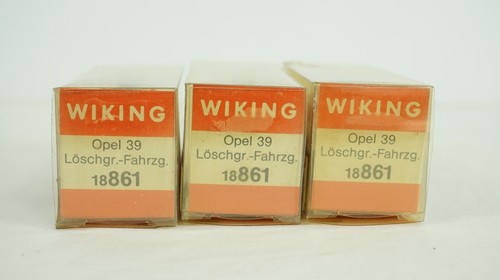 WIKING
Opel 39
Löschgr.-Fahrzg.
18861
WIKING
Opel 39
Löschgr.-Fahrzg.
18861
WIKING
Opel 39
Löschgr.-Fahrzg.
18861